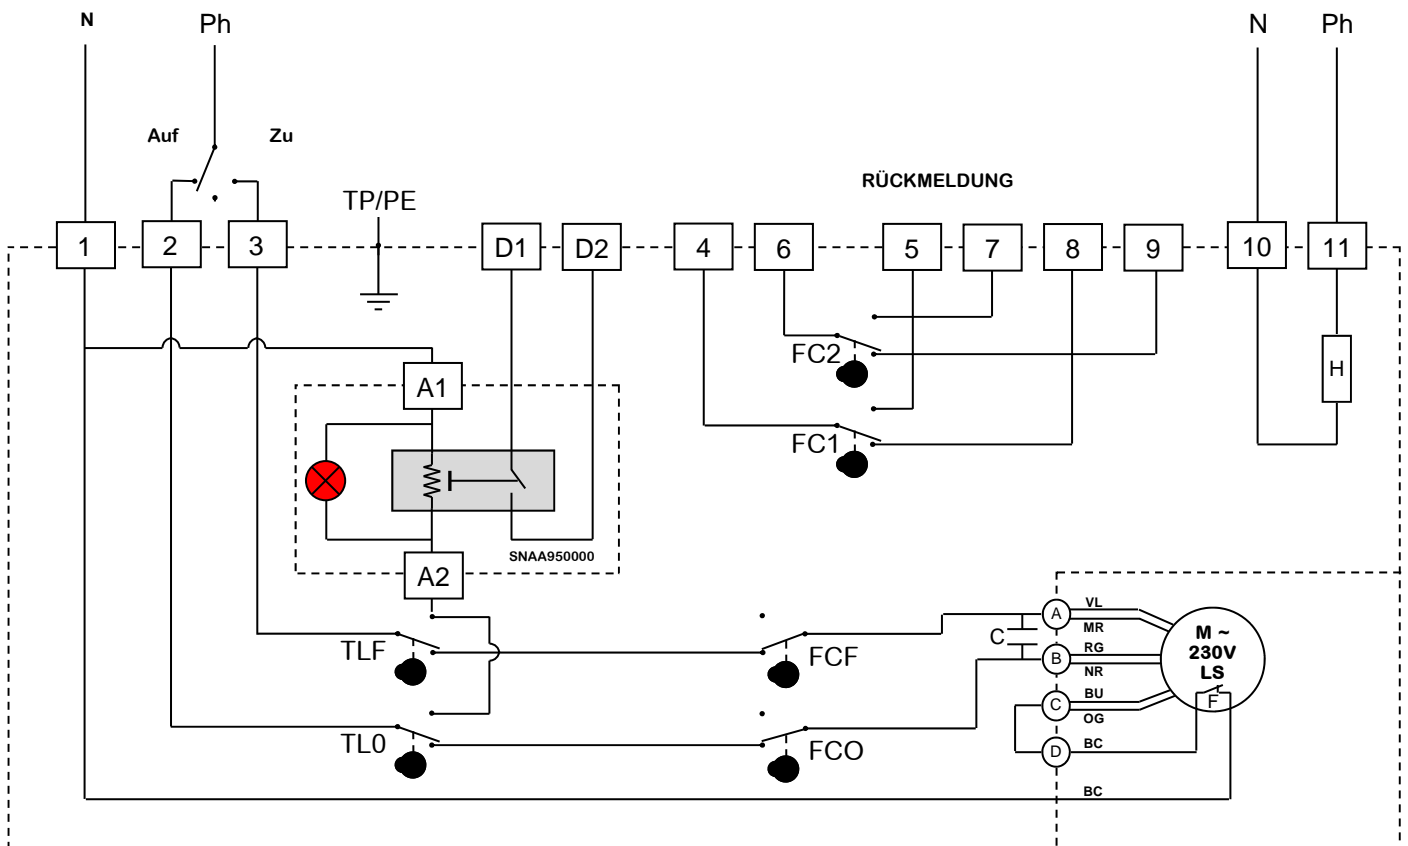 N
Ph
N
Ph
Auf
Zu
TP/PE
RÜCKMELDUNG
1
2
3
D1
D2
4
6
5
7
8
9
10
11
FC2
H
A1
FC1
SNAA950000
A2
TLF
FCF
C
A
VL
MR
B
RG
NR
M ~
230V
LS
F
C
BU
OG
TL0
FCO
D
BC
BC